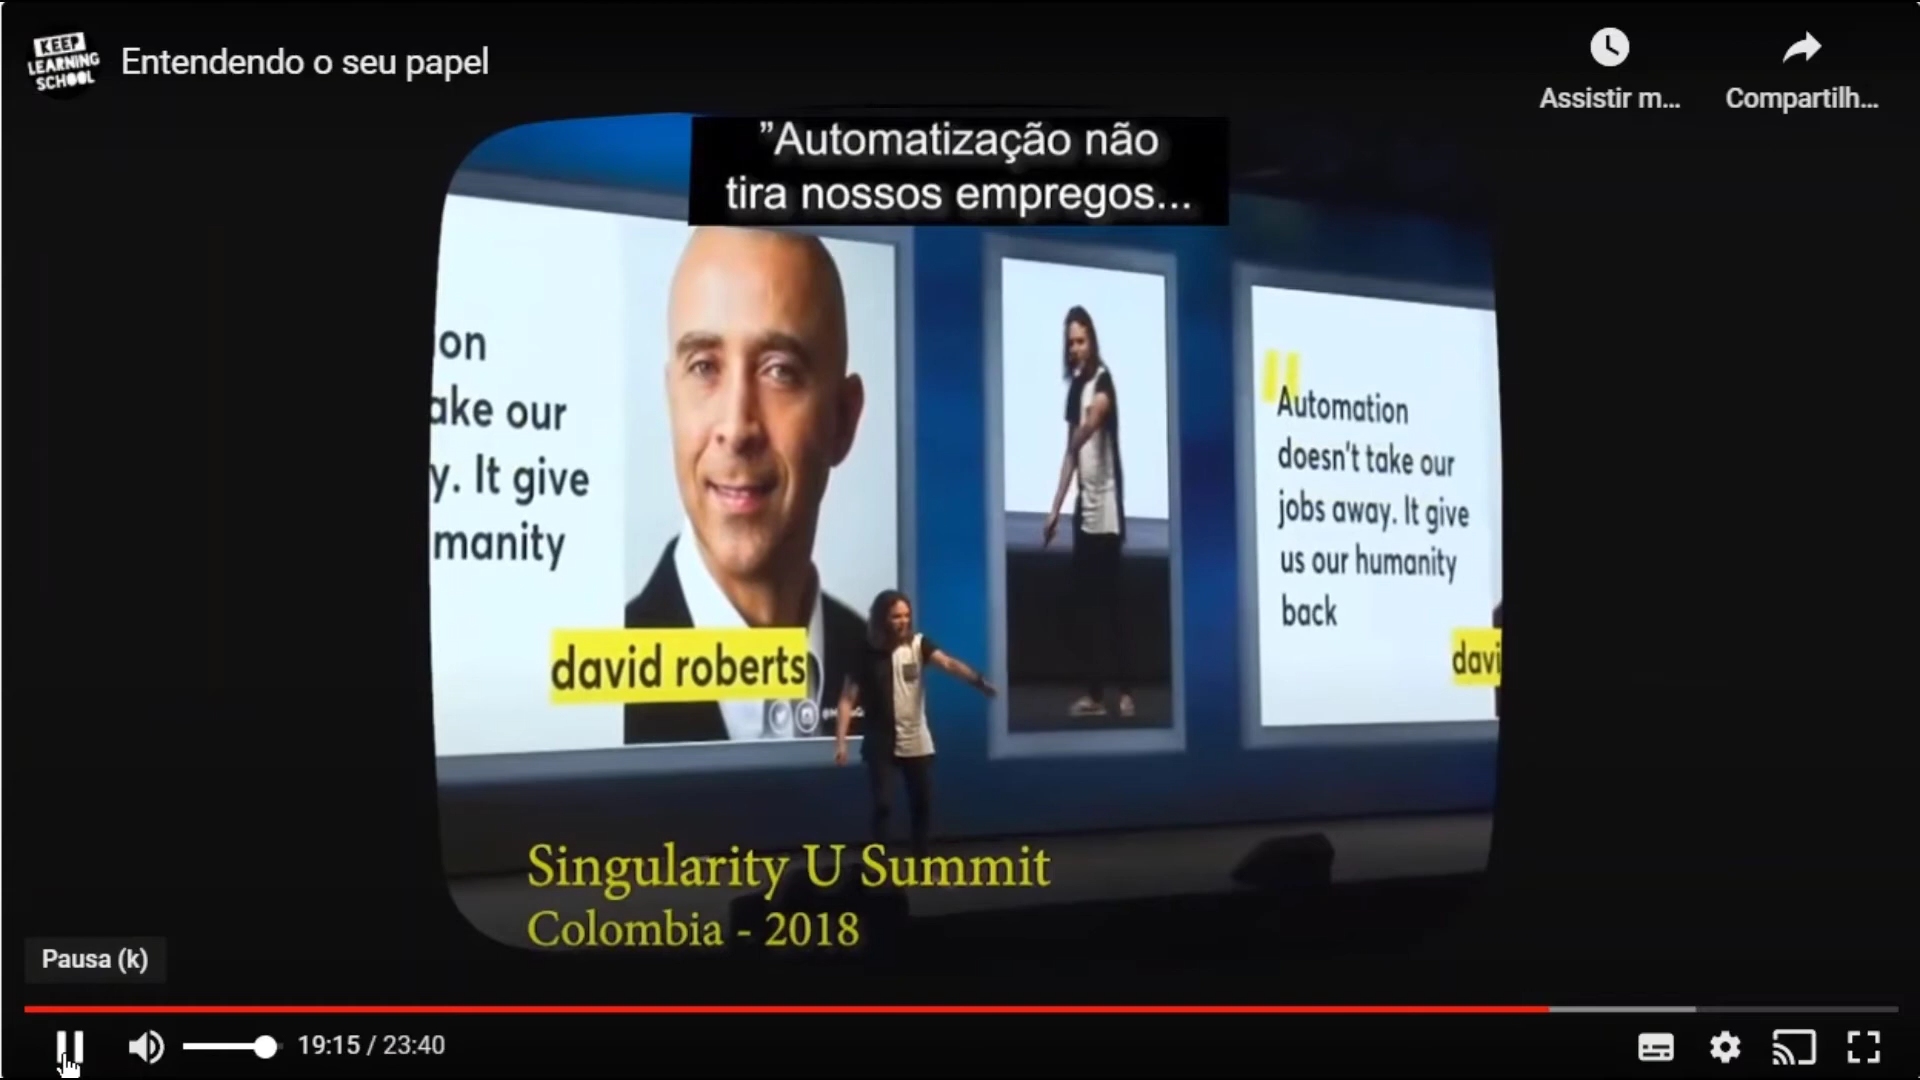 KEEP
LEARNING
SCHOOL
Entendendo o seu papel
Assistir m...
Compartilh...
”Automatização não
tira nossos empregos...
on
ake our
y. It give
manity
david roberts
Automation
doesn't take our
jobs away. It give
us our humanity
back
davi
Singularity U Summit
Colombia - 2018
Pausa (k)
19:15 / 23:40